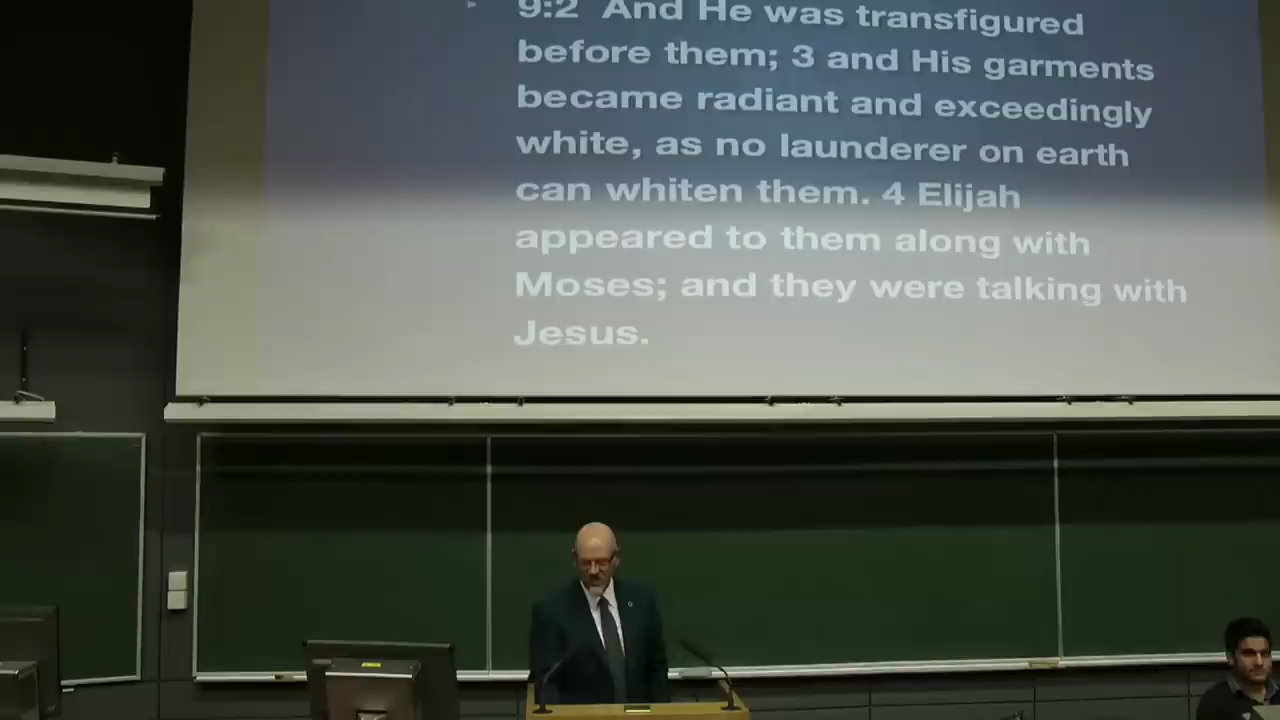 9:2 And He was transfigured
before them; 3 and His garments
became radiant and exceedingly
white, as no launderer on earth
can whiten them. 4 Elijah
appeared to them along with
Moses; and they were talking with
Jesus.